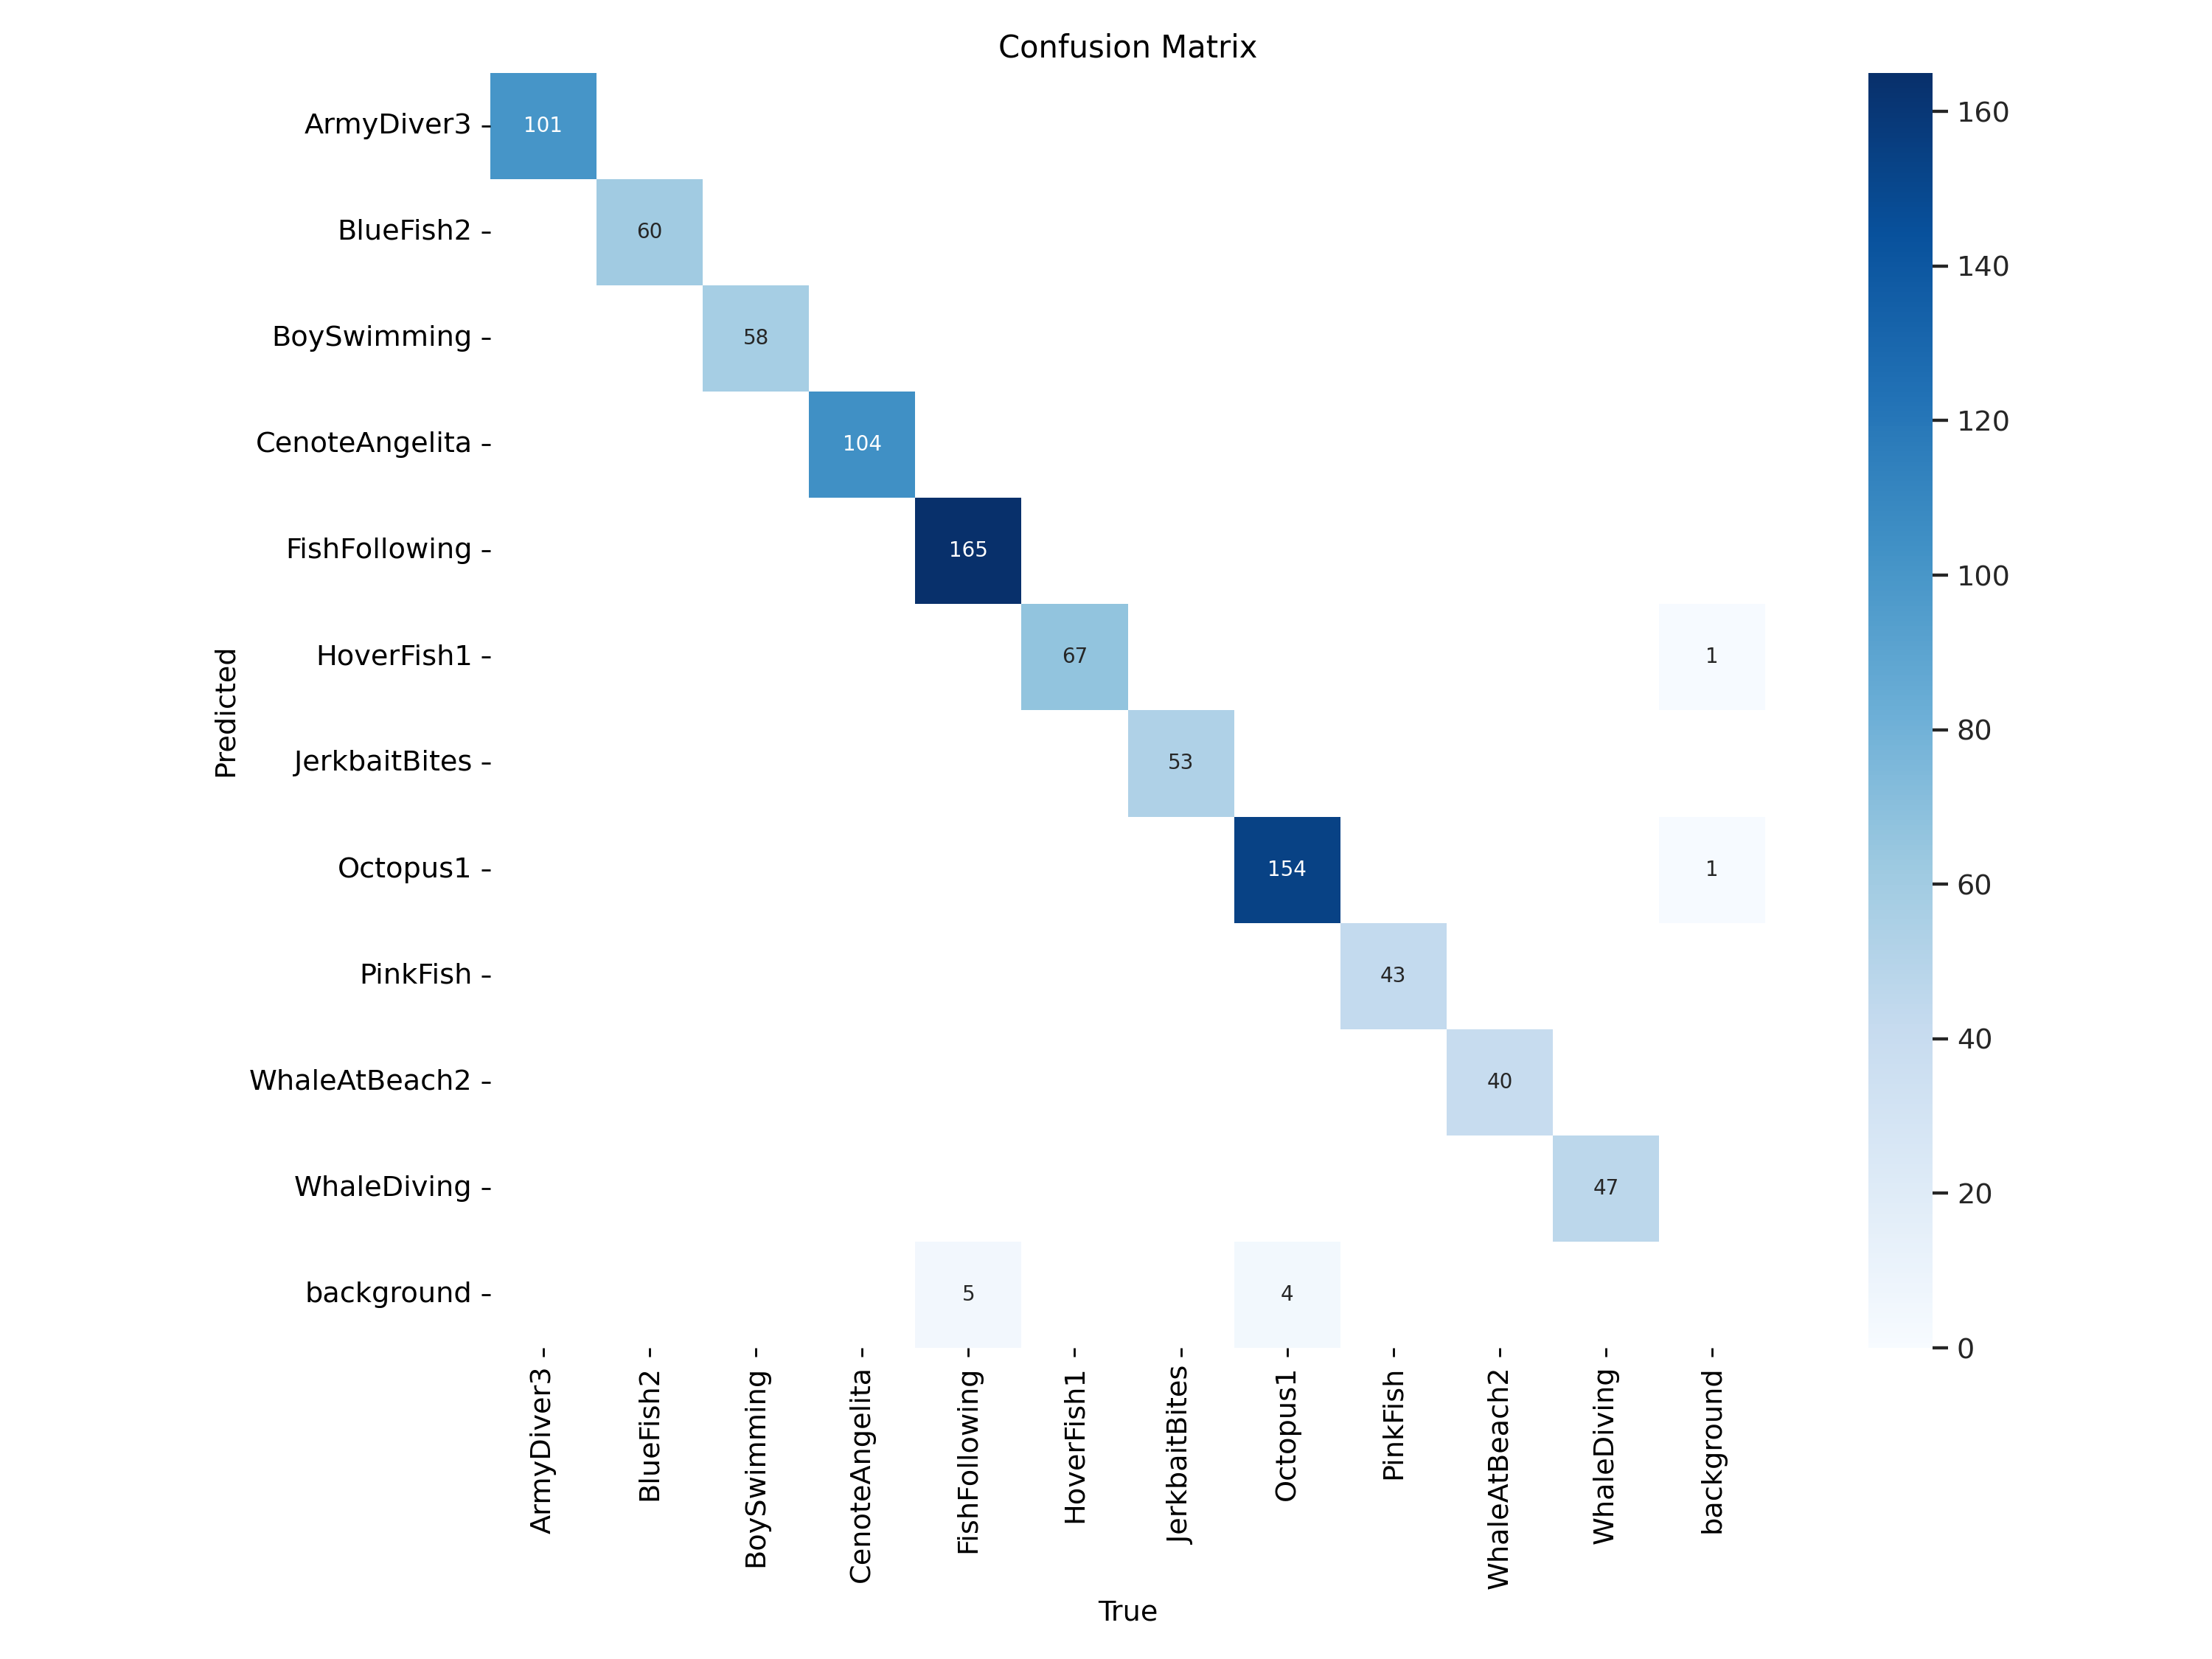 Confusion Matrix
ArmyDiver3
101
BlueFish2
60
BoySwimming
58
CenoteAngelita
104
FishFollowing
165
HoverFish1
67
1
JerkbaitBites
53
Octopus1
154
1
PinkFish
43
WhaleAtBeach2
40
WhaleDiving
47
background
5
4
Predicted
ArmyDiver3
BlueFish2
BoySwimming
CenoteAngelita
FishFollowing
HoverFish1
JerkbaitBites
Octopus1
PinkFish
WhaleAtBeach2
WhaleDiving
background
True
160
140
120
100
80
60
40
20
0